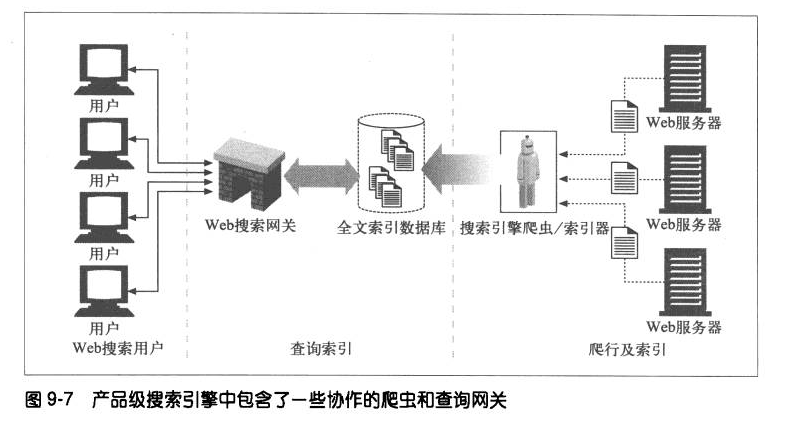 用户
用户
用户
用户
Web搜索用户
Web搜索网关
全文索引数据库
查询索引
搜索引擎爬虫/索引器
Web服务器
Web服务器
Web服务器
爬行及索引
图 9-7 产品级搜索引擎中包含了一些协作的爬虫和查询网关